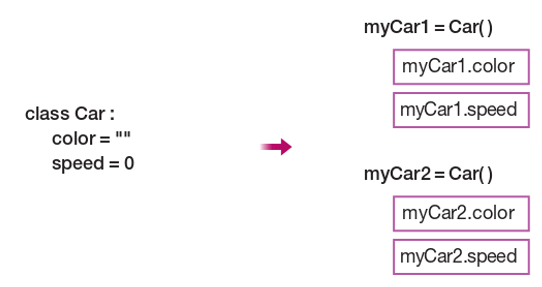 class Car :
color = ""
speed = 0
myCar1 = Car( )
myCar1.color
myCar1.speed
myCar2 = Car( )
myCar2.color
myCar2.speed